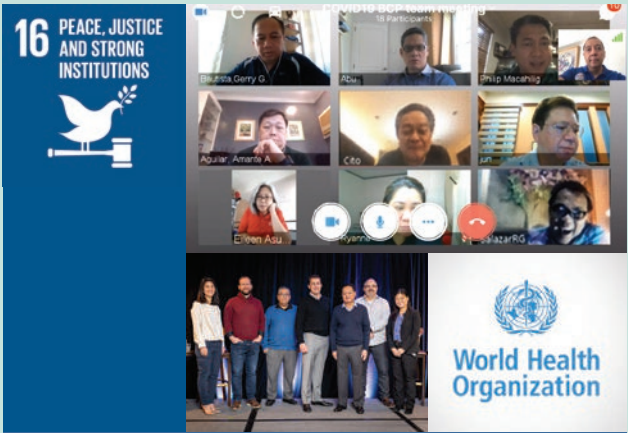 16 PEACE, JUSTICE
AND STRONG
INSTITUTIONS
COVID19 BCP team meeting
18 Participants
10
Bautista,Gerry G.
Abu
Philip Macahilig
Aguilar, Amante A.
Cito
jun
Eileen Asu
Ryanne
SalazarRG
World Health
Organization